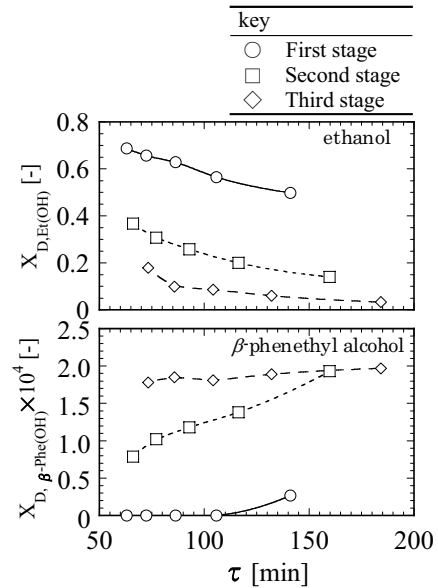 key
First stage
Second stage
Third stage
0.8
ethanol
0.6
0.4
0.2
0
X_D,Et(OH) [-]
2.5
β-phenethyl alcohol
2.0
1.5
1.0
0.5
0
X_D, β-Phe(OH)×10^4 [-]
50 100 150 200
τ [min]